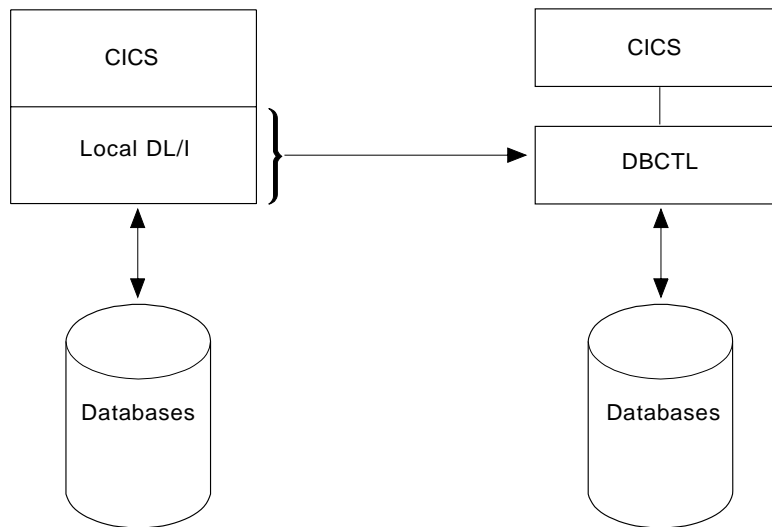 CICS
Local DL/I
Databases
CICS
DBCTL
Databases